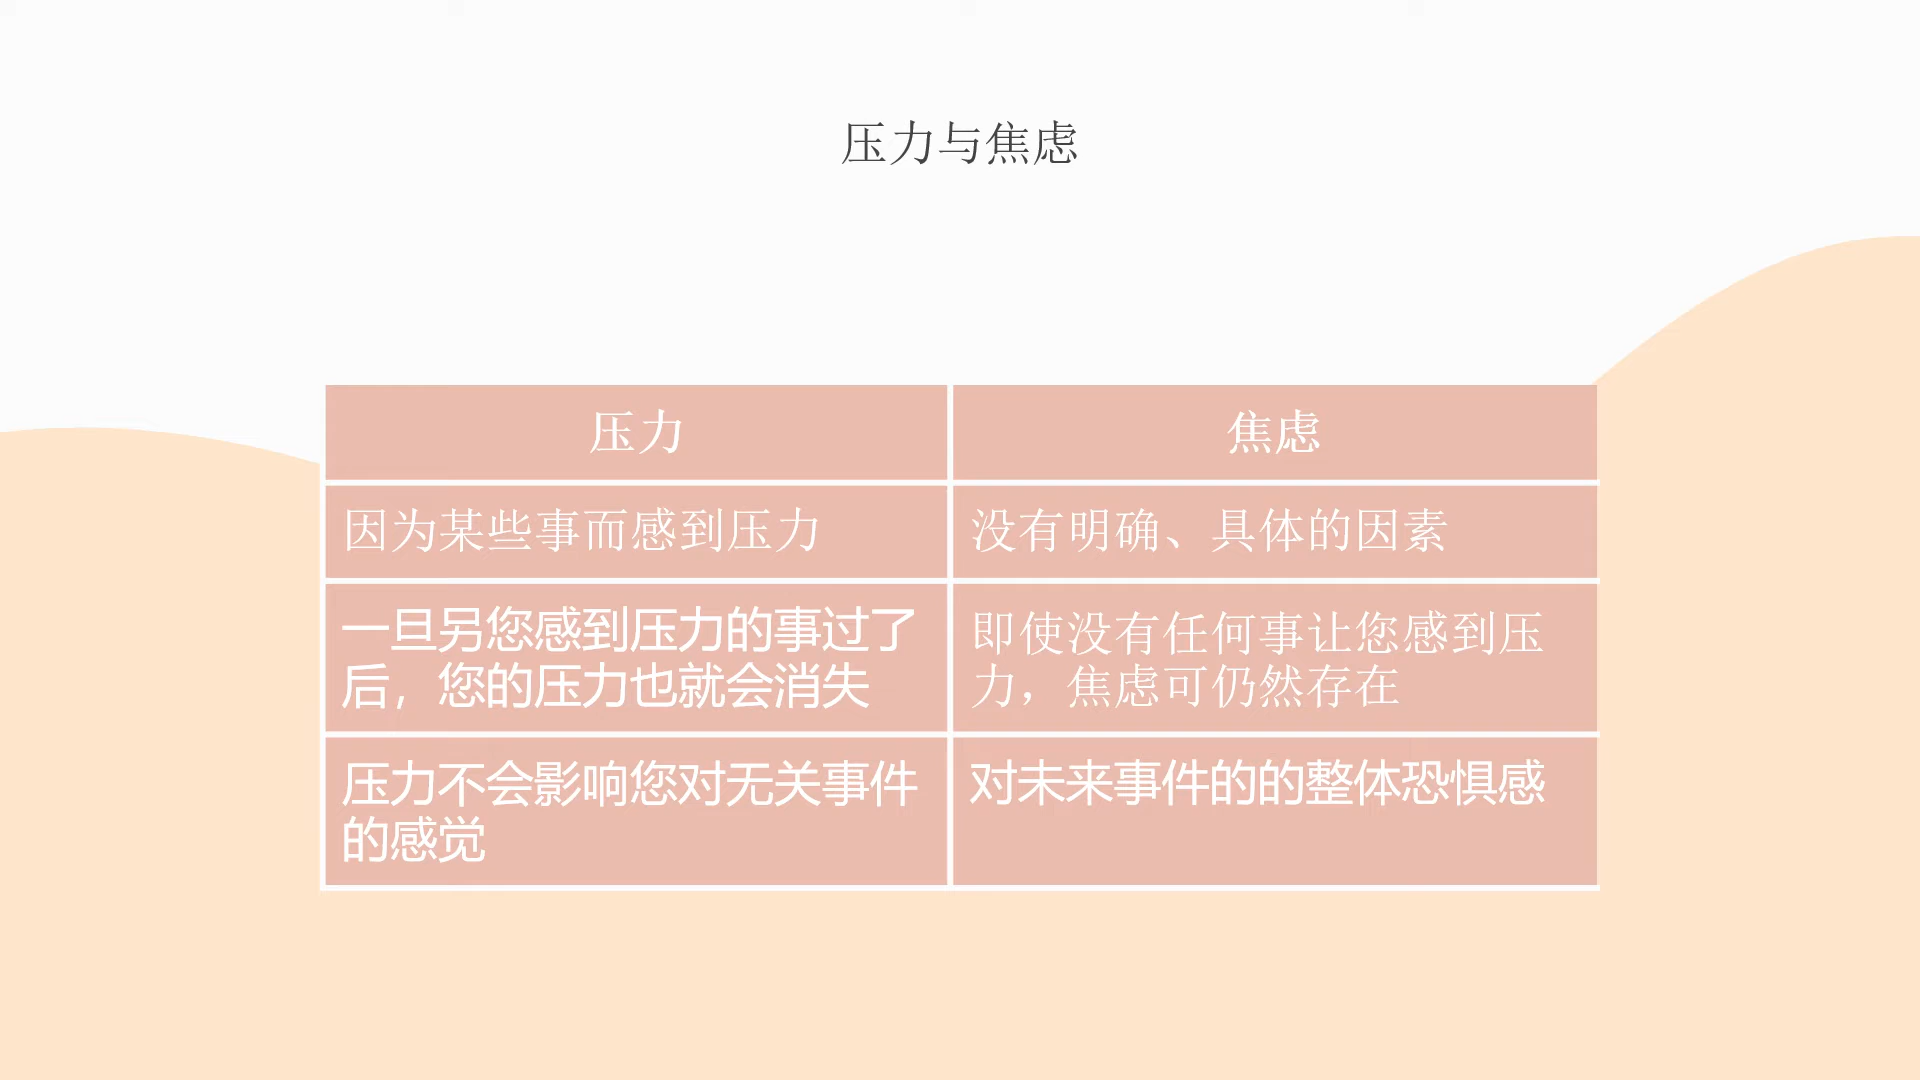 压力与焦虑
压力
焦虑
因为某些事而感到压力
没有明确、具体的因素
一旦另您感到压力的事过了
后，您的压力也就会消失
即使没有任何事让您感到压
力，焦虑可仍然存在
压力不会影响您对无关事件
的感觉
对未来事件的的整体恐惧感